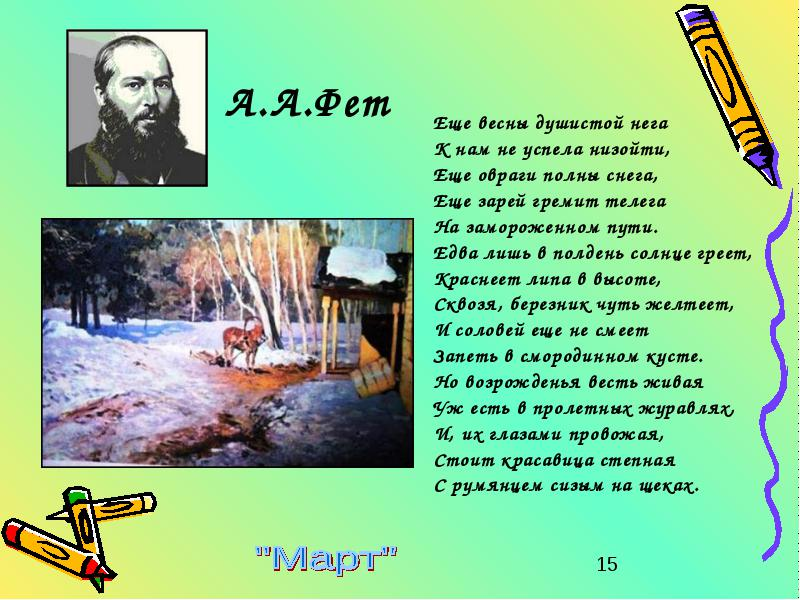 А.А.Фет
Еще весны душистой нега
К нам не успела низойти,
Еще овраги полны снега,
Еще зарей гремит телега
На замороженном пути.
Едва лишь в полдень солнце греет,
Краснеет липа в высоте,
Сквозя, березник чуть желтеет,
И соловей еще не смеет
Запеть в смородинном кусте.
Но возрожденья весть живая
Уж есть в пролетных журавлях,
И, их глазами провожая,
Стоит красавица степная
С румянцем сизым на щеках.
"Март"
15